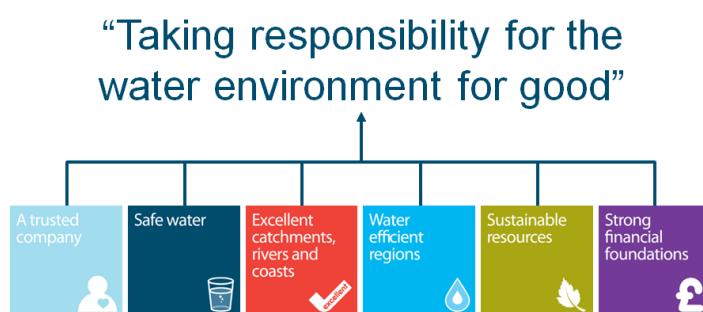 “Taking responsibility for the
water environment for good”
A trusted
company
Safe water
Excellent
catchments,
rivers and
coasts
excellent
Water
efficient
regions
Sustainable
resources
Strong
financial
foundations
£